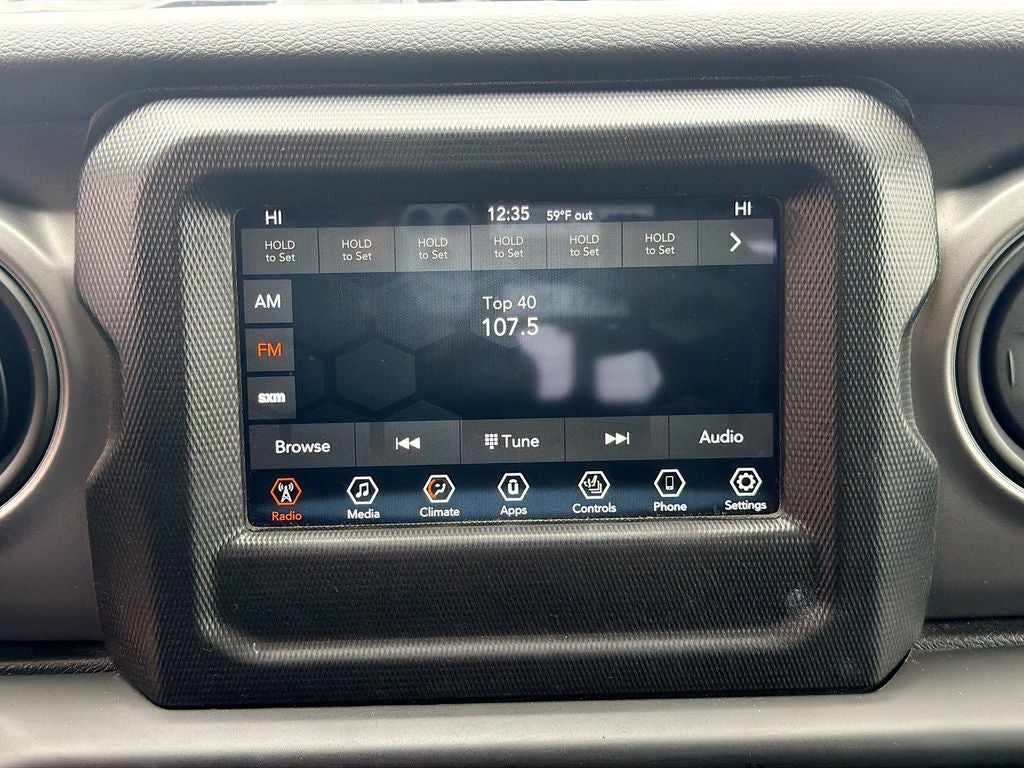 HI 12:35 59°F out HI
HOLD to Set
HOLD to Set
HOLD to Set
HOLD to Set
HOLD to Set
HOLD to Set
AM
Top 40
107.5
FM
sxm
Browse Tune Audio
Radio Media Climate Apps Controls Phone Settings